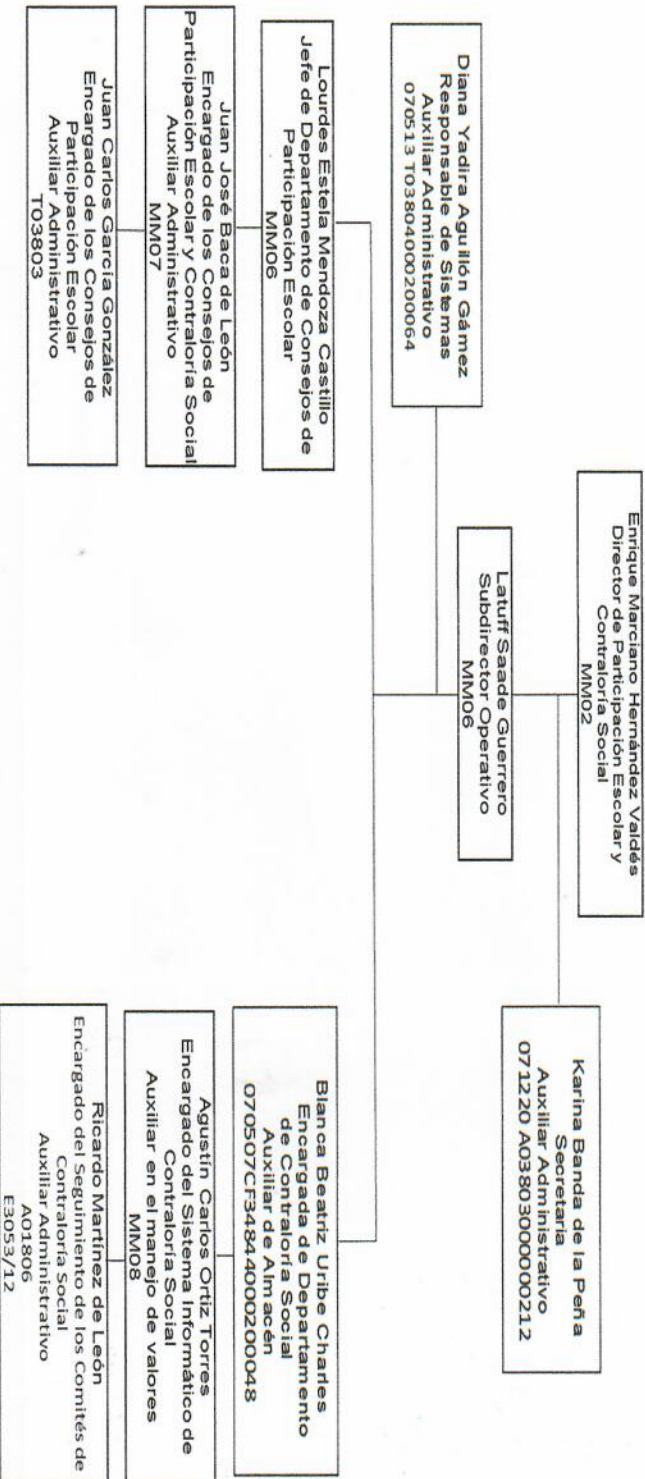 Enrique Marciano Hernández Valdés
Director de Participación Escolar y
Contraloría Social
MM02
Karina Banda de la Peña
Secretaria
Auxiliar Administrativo
071220 A03803000000212
Latuff Saade Guerrero
Subdirector Operativo
MM06
Diana Yadira Aguillón Gámez
Responsable de Sistemas
Auxiliar Administrativo
070513 T03804000200064
Lourdes Estela Mendoza Castillo
Jefe de Departamento de Consejos de
Participación Escolar
MM06
Juan José Baca de León
Encargado de los Consejos de
Participación Escolar y Contraloría Social
Auxiliar Administrativo
MM07
Juan Carlos García González
Encargado de los Consejos de
Participación Escolar
Auxiliar Administrativo
T03803
Blanca Beatriz Uribe Charles
Encargada de Departamento
de Contraloría Social
Auxiliar de Almacén
070507CF34844000200048
Agustín Carlos Ortiz Torres
Encargado del Sistema Informático de
Contraloría Social
Auxiliar en el manejo de valores
MM08
Ricardo Martínez de León
Encargado del Seguimiento de los Comités de
Contraloría Social
Auxiliar Administrativo
A01806
E3053/12